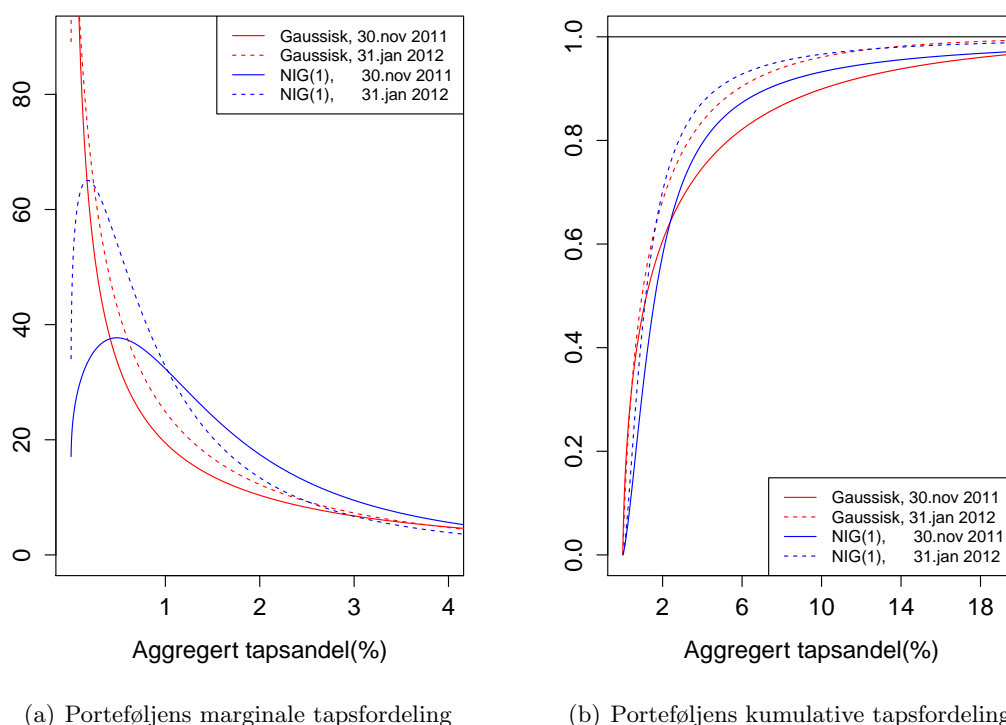 Gaussisk, 30.nov 2011
Gaussisk, 31.jan 2012
NIG(1), 30.nov 2011
NIG(1), 31.jan 2012
80
60
40
20
0
1 2 3 4
Aggregert tapsandel(%)
(a) Porteføljens marginale tapsfordeling
1.0
0.8
0.6
0.4
0.2
0.0
Gaussisk, 30.nov 2011
Gaussisk, 31.jan 2012
NIG(1), 30.nov 2011
NIG(1), 31.jan 2012
2 6 10 14 18
Aggregert tapsandel(%)
(b) Porteføljens kumulative tapsfordeling